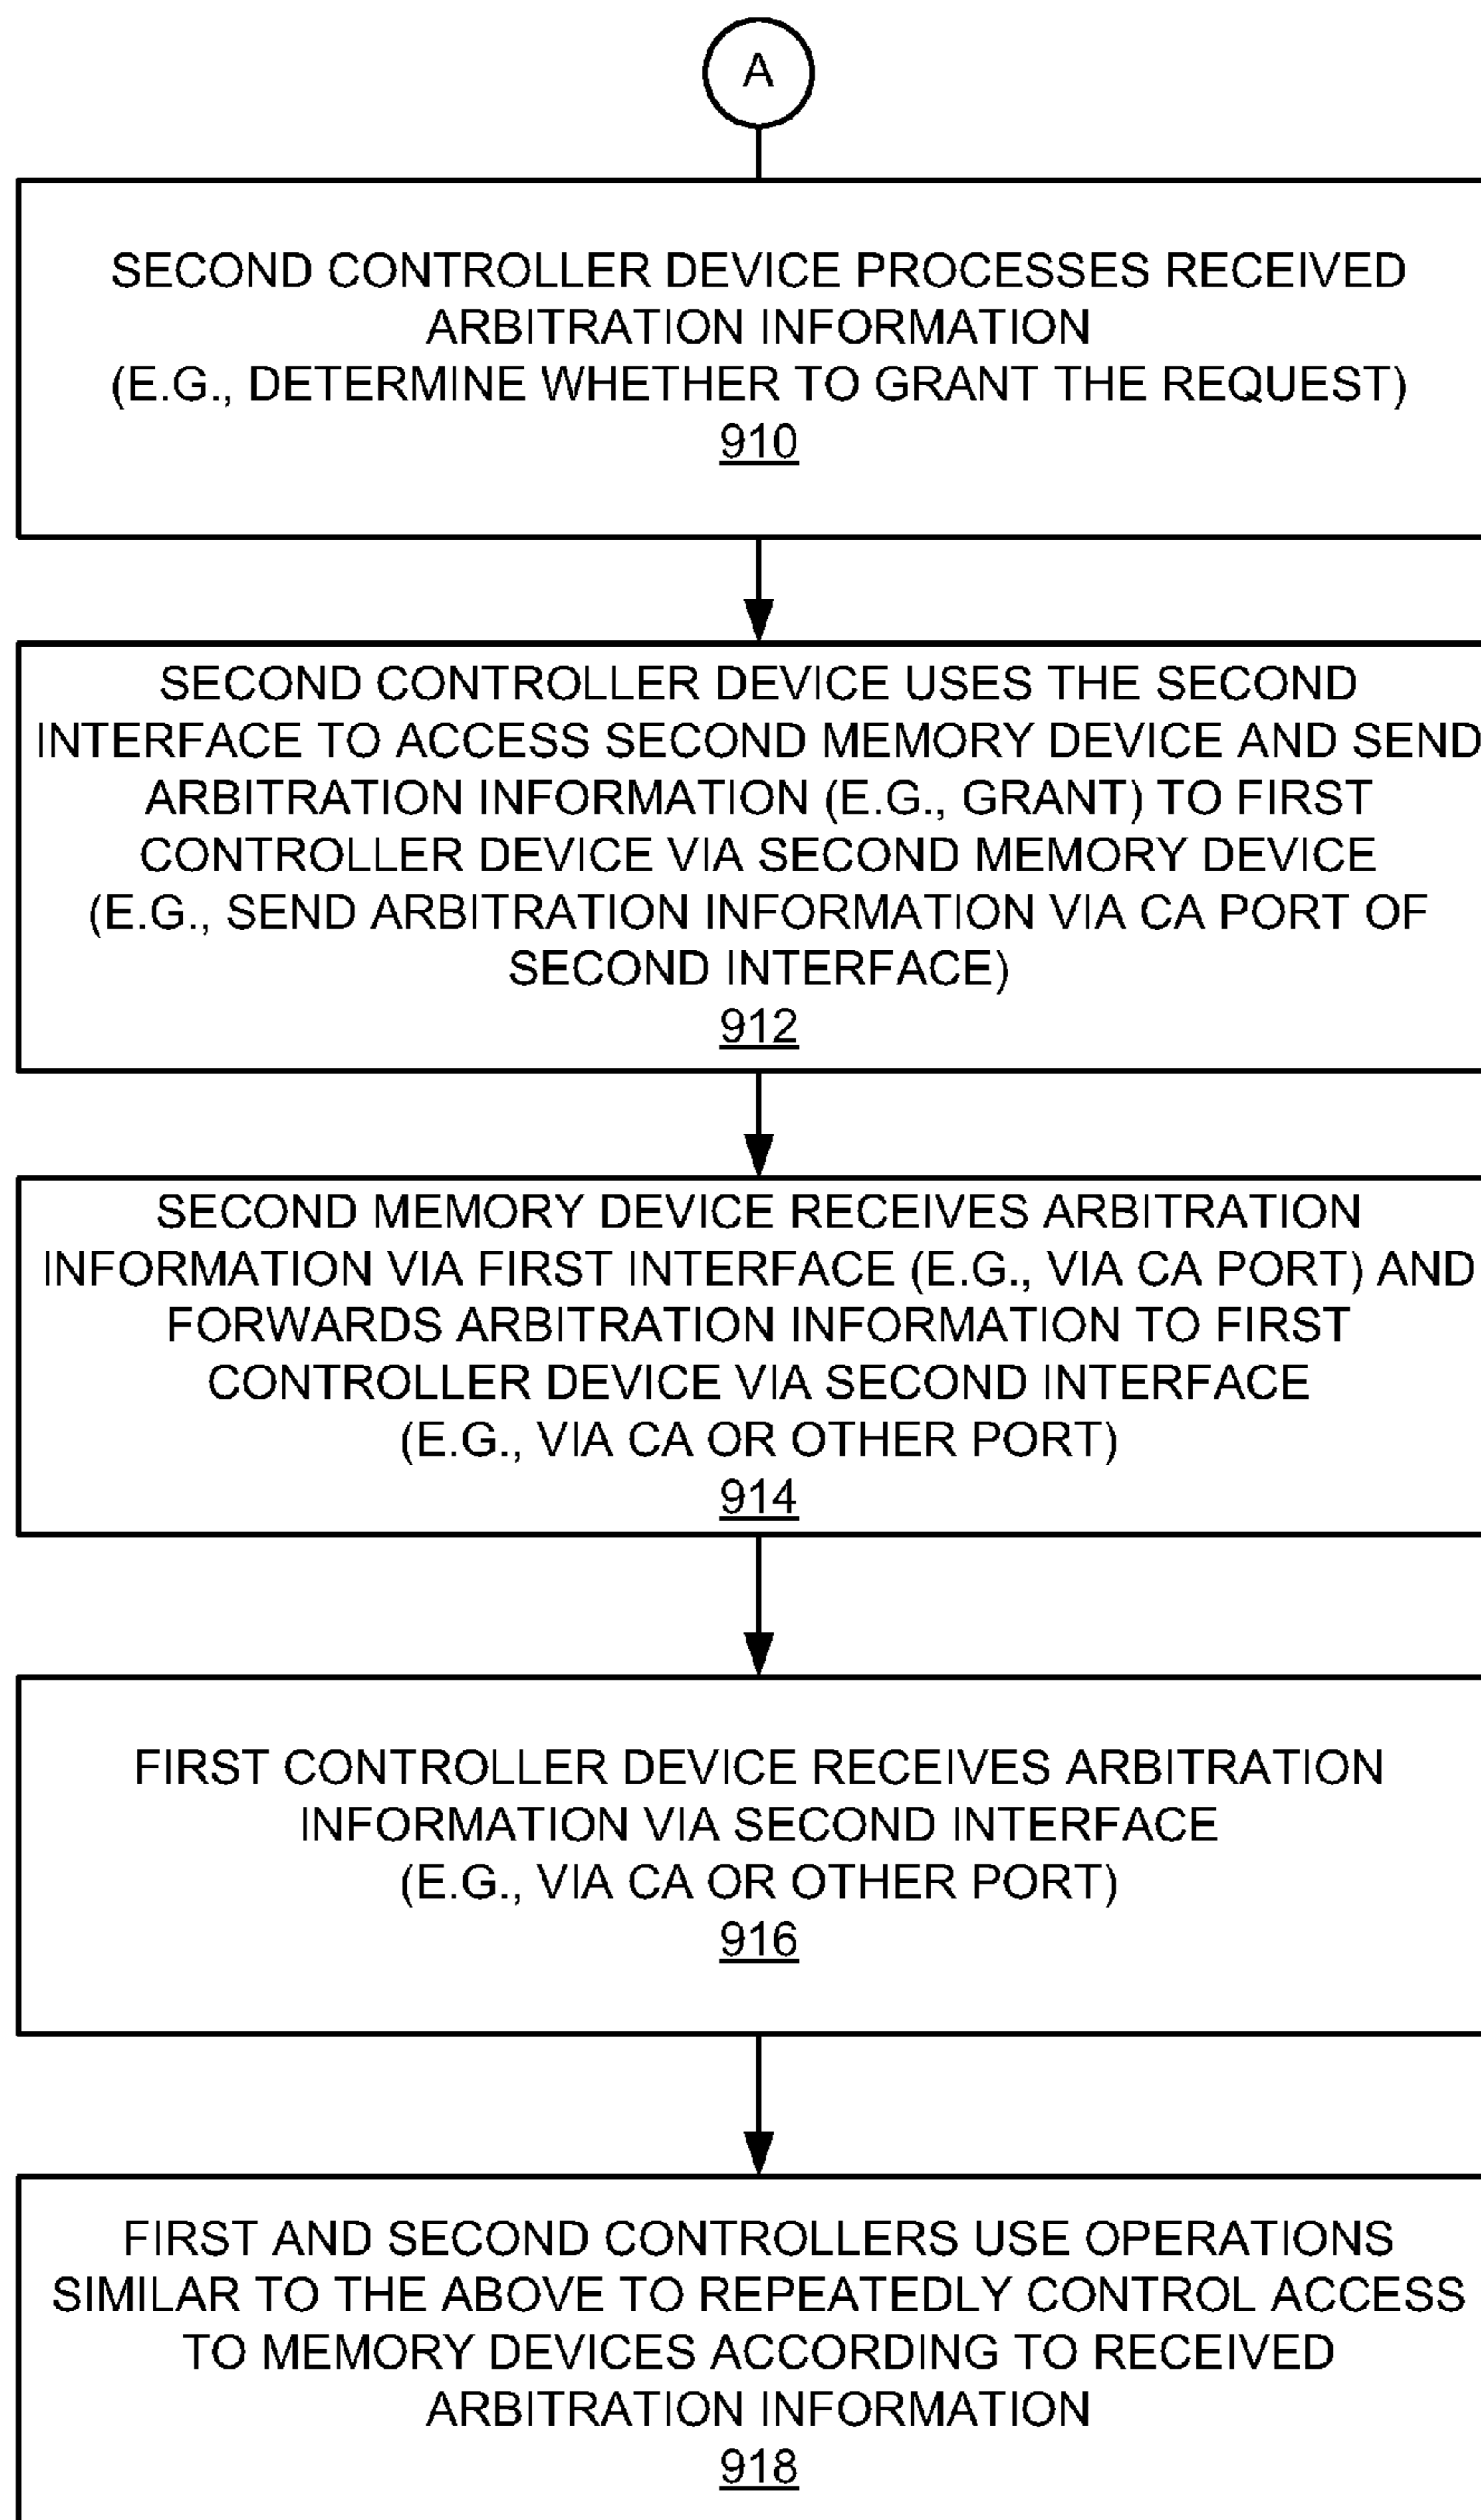 A
SECOND CONTROLLER DEVICE PROCESSES RECEIVED
ARBITRATION INFORMATION
(E.G., DETERMINE WHETHER TO GRANT THE REQUEST)
910
SECOND CONTROLLER DEVICE USES THE SECOND
INTERFACE TO ACCESS SECOND MEMORY DEVICE AND SEND
ARBITRATION INFORMATION (E.G., GRANT) TO FIRST
CONTROLLER DEVICE VIA SECOND MEMORY DEVICE
(E.G., SEND ARBITRATION INFORMATION VIA CA PORT OF
SECOND INTERFACE)
912
SECOND MEMORY DEVICE RECEIVES ARBITRATION
INFORMATION VIA FIRST INTERFACE (E.G., VIA CA PORT) AND
FORWARDS ARBITRATION INFORMATION TO FIRST
CONTROLLER DEVICE VIA SECOND INTERFACE
(E.G., VIA CA OR OTHER PORT)
914
FIRST CONTROLLER DEVICE RECEIVES ARBITRATION
INFORMATION VIA SECOND INTERFACE
(E.G., VIA CA OR OTHER PORT)
916
FIRST AND SECOND CONTROLLERS USE OPERATIONS
SIMILAR TO THE ABOVE TO REPEATEDLY CONTROL ACCESS
TO MEMORY DEVICES ACCORDING TO RECEIVED
ARBITRATION INFORMATION
918